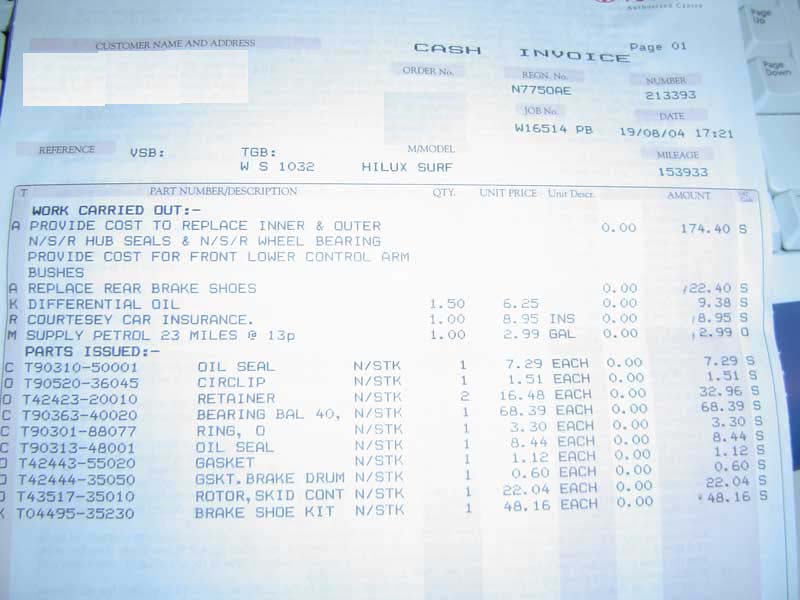 Authorised Centre
Page Up
Page Down
CASH INVOICE Page 01
CUSTOMER NAME AND ADDRESS
ORDER No. REGN. No. NUMBER
N7750AE 213393
JOB No. DATE
W16514 PB 19/08/04 17:21
REFERENCE VSB: TGB: M/MODEL MILEAGE
W S 1032 HILUX SURF 153933
T PART NUMBER/DESCRIPTION QTY. UNIT PRICE Unit Descr. AMOUNT
WORK CARRIED OUT:-
A PROVIDE COST TO REPLACE INNER & OUTER 0.00 174.40 S
N/S/R HUB SEALS & N/S/R WHEEL BEARING
PROVIDE COST FOR FRONT LOWER CONTROL ARM
BUSHES
A REPLACE REAR BRAKE SHOES 0.00 22.40 S
K DIFFERENTIAL OIL 1.50 6.25 0.00 9.38 S
R COURTESEY CAR INSURANCE. 1.00 8.95 INS 0.00 8.95 S
M SUPPLY PETROL 23 MILES @ 13p 1.00 2.99 GAL 0.00 2.99 O
PARTS ISSUED:-
C T90310-50001 OIL SEAL N/STK 1 7.29 EACH 0.00 7.29 S
O T90520-36045 CIRCLIP N/STK 1 1.51 EACH 0.00 1.51 S
O T42423-20010 RETAINER N/STK 2 16.48 EACH 0.00 32.96 S
C T90363-40020 BEARING BAL 40, N/STK 1 68.39 EACH 0.00 68.39 S
C T90301-88077 RING, O N/STK 1 3.30 EACH 0.00 3.30 S
C T90313-48001 OIL SEAL N/STK 1 8.44 EACH 0.00 8.44 S
T42443-55020 GASKET N/STK 1 1.12 EACH 0.00 1.12 S
T42444-35050 GSKT.BRAKE DRUM N/STK 1 0.60 EACH 0.00 0.60 S
T43517-35010 ROTOR,SKID CONT N/STK 1 22.04 EACH 0.00 22.04 S
K T04495-35230 BRAKE SHOE KIT N/STK 1 48.16 EACH 0.00 48.16 S